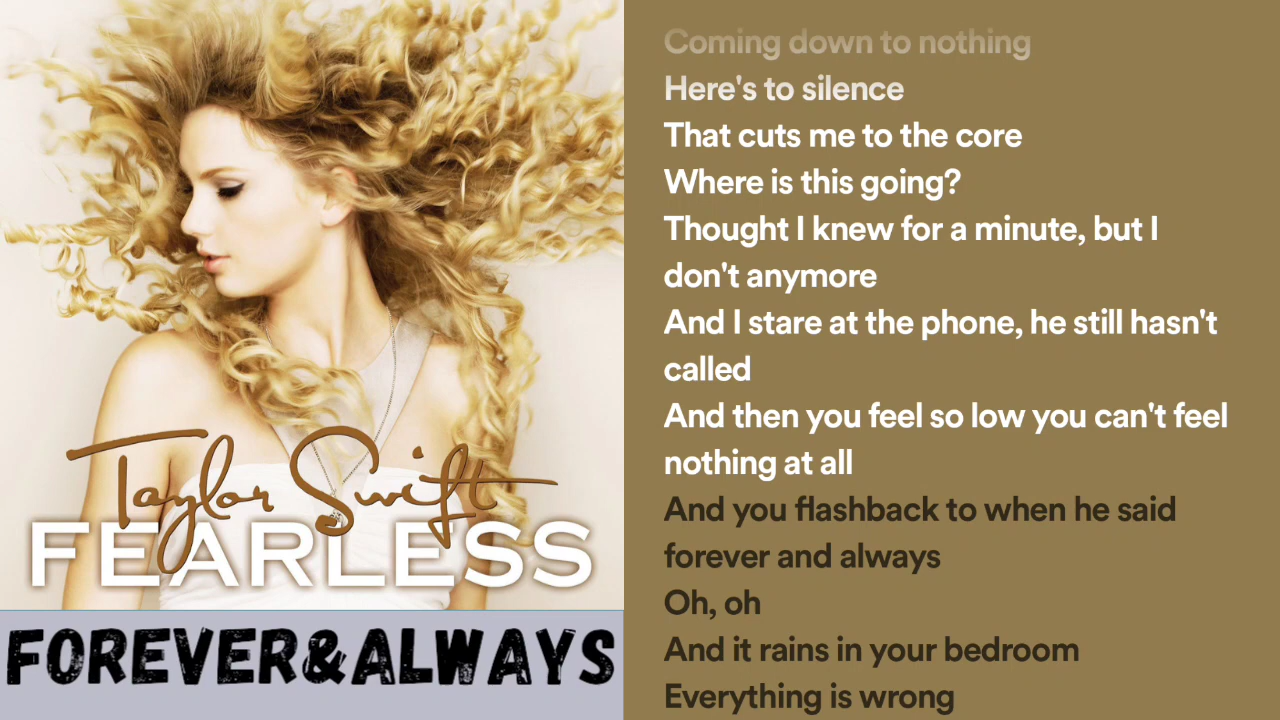 Taylor Swift
FEARLESS
FOREVER&ALWAYS
Coming down to nothing
Here's to silence
That cuts me to the core
Where is this going?
Thought I knew for a minute, but I
don't anymore
And I stare at the phone, he still hasn't
called
And then you feel so low you can't feel
nothing at all
And you flashback to when he said
forever and always
Oh, oh
And it rains in your bedroom
Everything is wrong